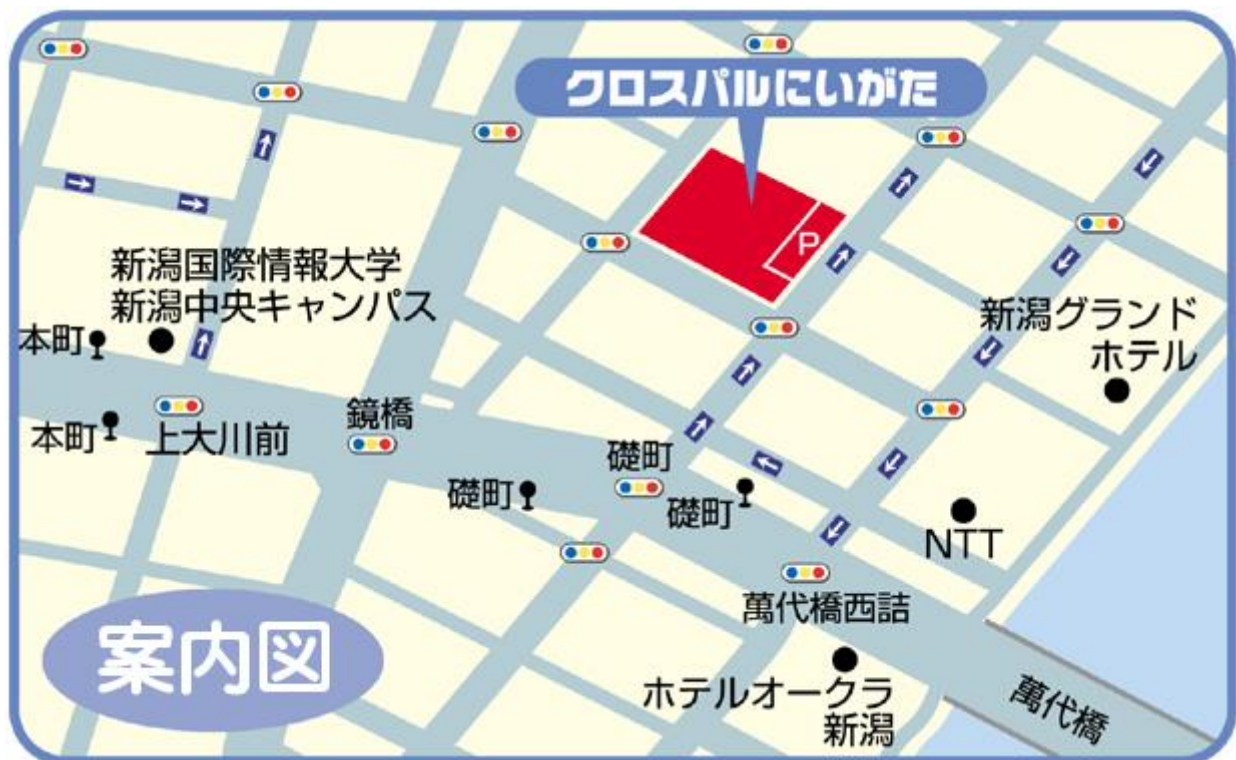 クロスパルにいがた
P
新潟国際情報大学
新潟中央キャンパス
本町
本町
上大川前
鏡橋
新潟グランド
ホテル
礎町
礎町
礎町
NTT
萬代橋西詰
ホテルオークラ
新潟
萬代橋
案内図